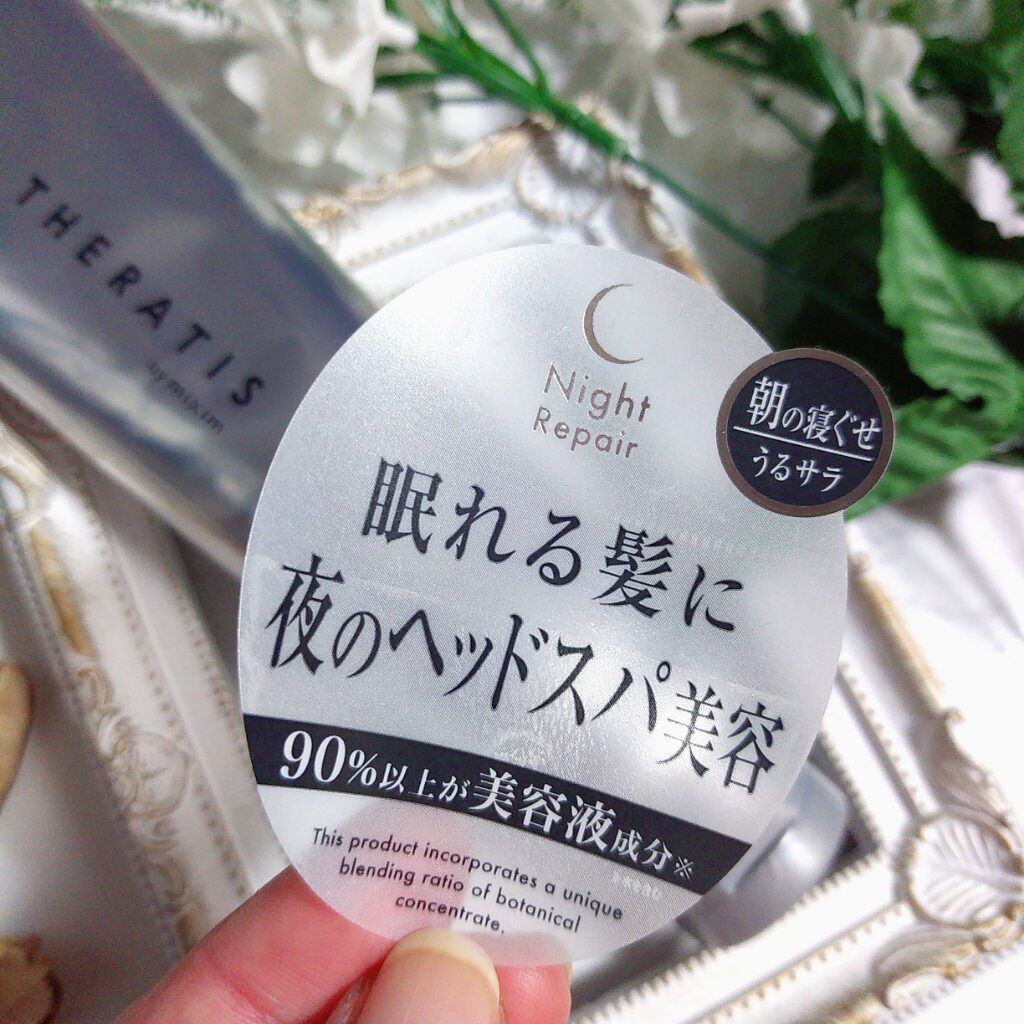 THERATIS
by mixim
Night
Repair
朝の寝ぐせ
うるサラ
眠れる髪に
夜のヘッドスパ美容
90%以上が美容液成分※
This product incorporates a unique
blending ratio of botanical
concentrate.